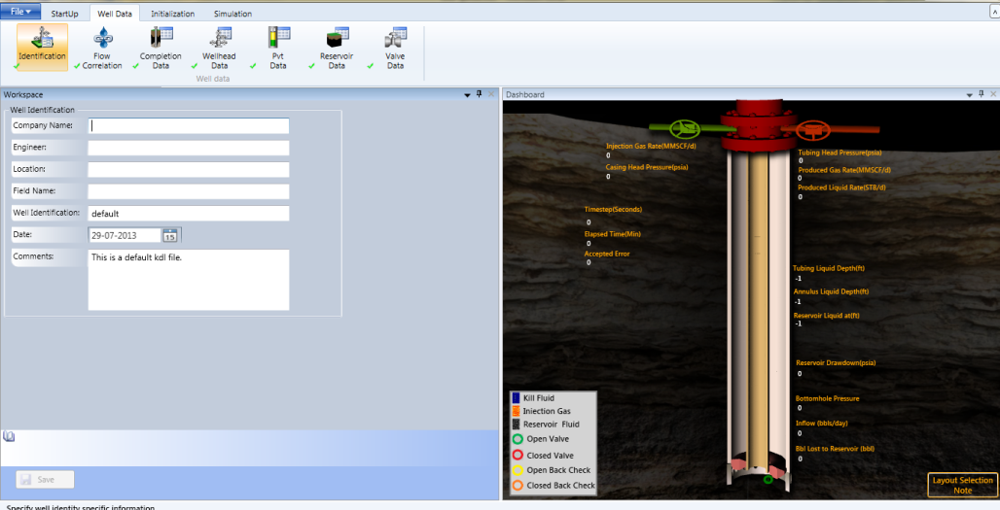 File
StartUp
Well Data
Initialization
Simulation
Identification
Flow Correlation
Completion Data
Wellhead Data
Pvt Data
Reservoir Data
Valve Data
Well data
Workspace
Well Identification
Company Name:
Engineer:
Location:
Field Name:
Well Identification: default
Date: 29-07-2013 15
Comments: This is a default kdl file.
Save
Specify well identity specific information
Dashboard
Injection Gas Rate(MMSCF/d)
0
Casing Head Pressure(psia)
0
Timestep(Seconds)
0
Elapsed Time(Min)
0
Accepted Error
0
Tubing Head Pressure(psia)
0
Produced Gas Rate(MMSCF/d)
0
Produced Liquid Rate(STB/d)
0
Tubing Liquid Depth(ft)
-1
Annulus Liquid Depth(ft)
-1
Reservoir Liquid at(ft)
-1
Reservoir Drawdown(psia)
0
Bottomhole Pressure
0
Inflow (bbls/day)
0
Bbl Lost to Reservoir (bbl)
0
Kill Fluid
Injection Gas
Reservoir Fluid
Open Valve
Closed Valve
Open Back Check
Closed Back Check
Layout Selection
Note